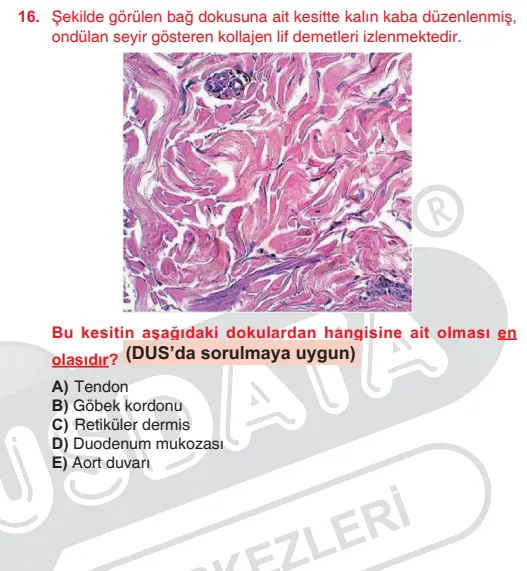 16. Şekilde görülen bağ dokusuna ait kesitte kalın kaba düzenlenmiş,
ondülan seyir gösteren kollajen lif demetleri izlenmektedir.
Bu kesitin aşağıdaki dokulardan hangisine ait olması en
olasıdır? (DUS’da sorulmaya uygun)
A) Tendon
B) Göbek kordonu
C) Retiküler dermis
D) Duodenum mukozası
E) Aort duvarı
®
USDATA
MERKEZLERİ